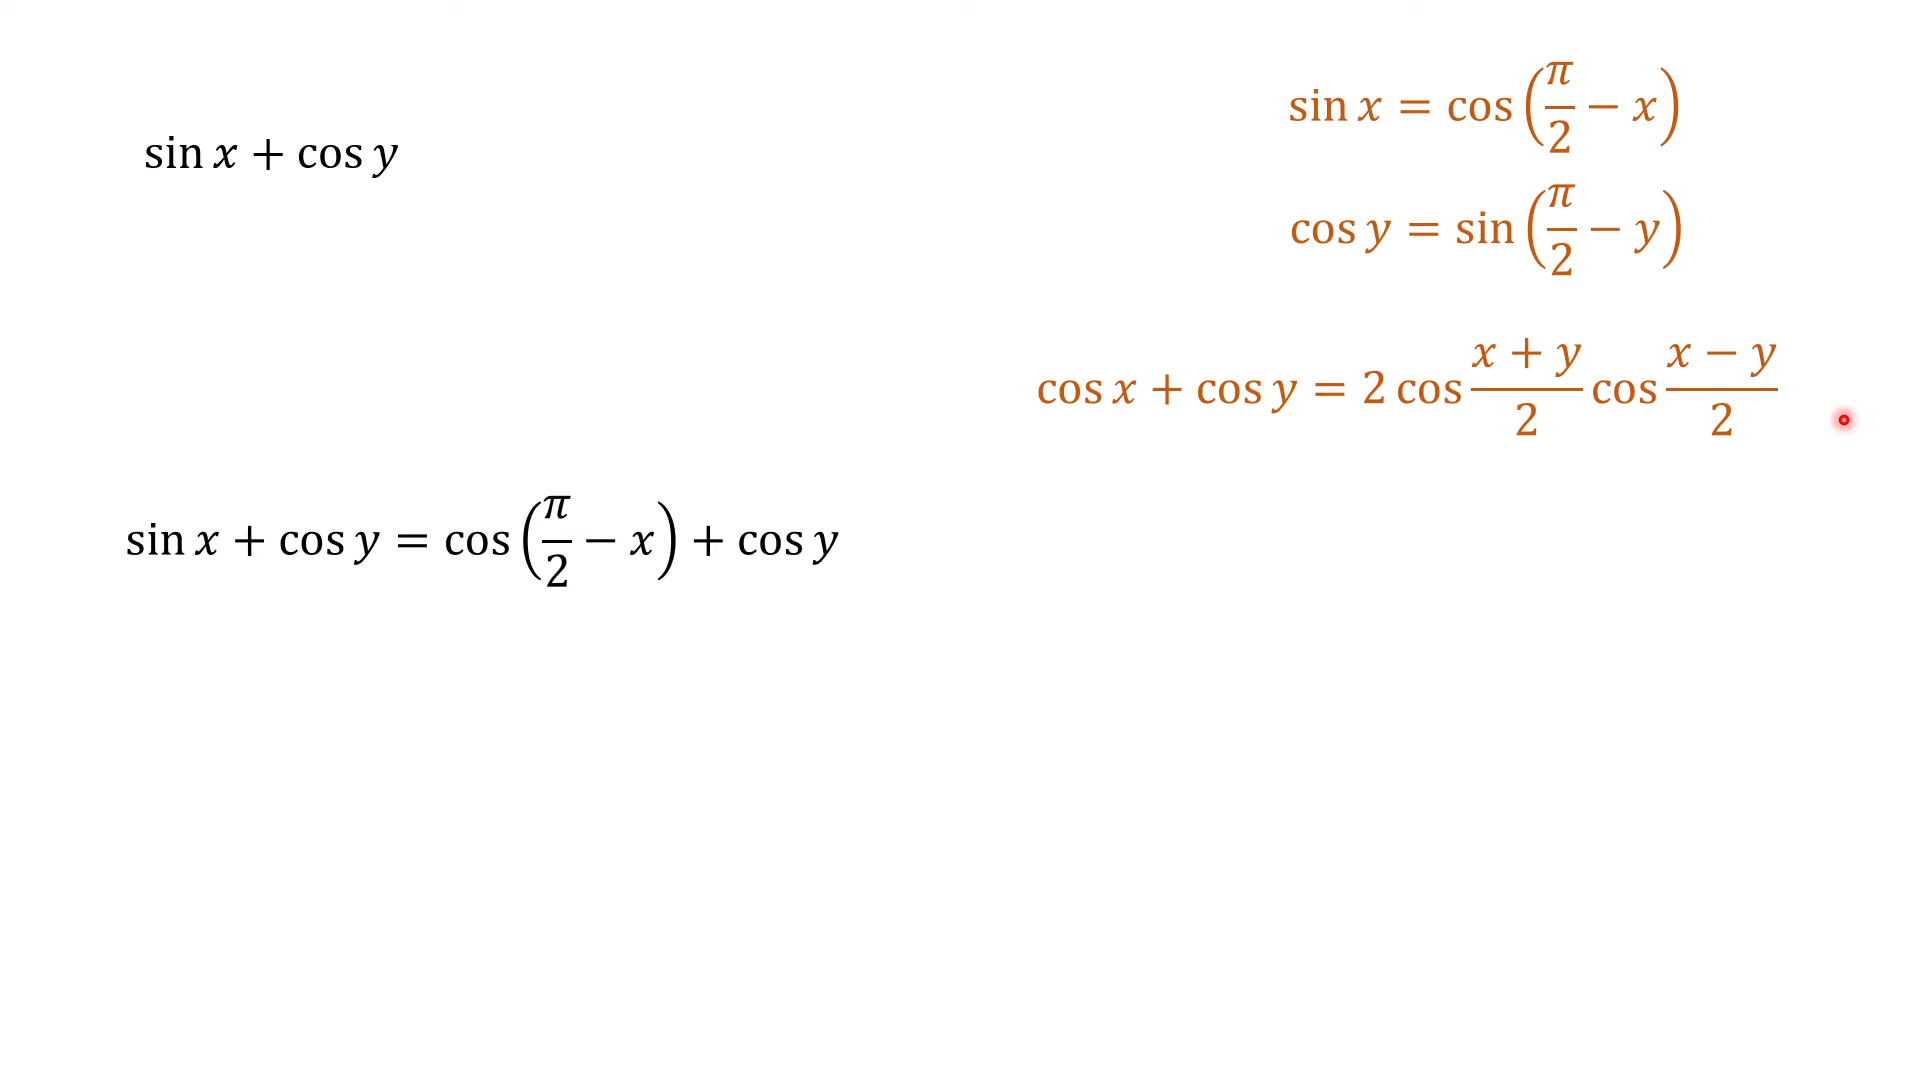 sin x + cos y
sin x = cos (π/2 − x)
cos y = sin (π/2 − y)
cos x + cos y = 2 cos (x + y)/2 cos (x − y)/2
sin x + cos y = cos (π/2 − x) + cos y